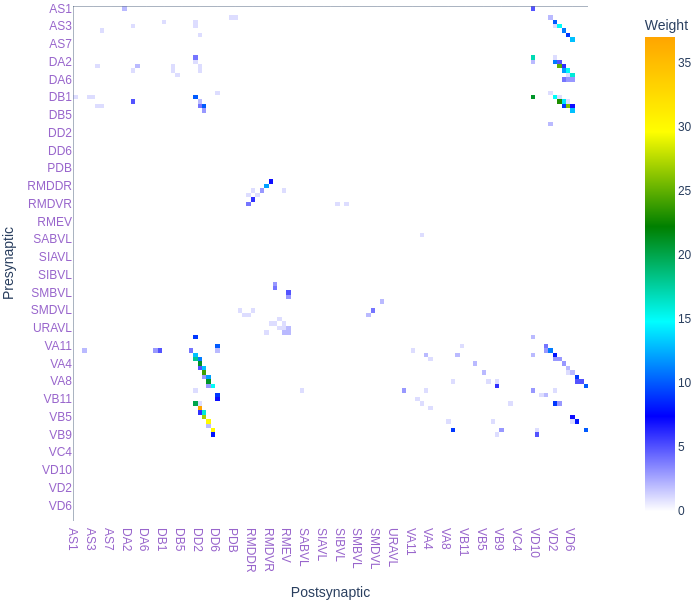 Weight
35
30
25
20
15
10
5
0
Presynaptic
AS1
AS3
AS7
DA2
DA6
DB1
DB5
DD2
DD6
PDB
RMDDR
RMDVR
RMEV
SABVL
SIAVL
SIBVL
SMBVL
SMDVL
URAVL
VA11
VA4
VA8
VB11
VB5
VB9
VC4
VD10
VD2
VD6
AS1 AS3 AS7 DA2 DA6 DB1 DB5 DD2 DD6 PDB RMDDR RMDVR RMEV SABVL SIAVL SIBVL SMBVL SMDVL URAVL VA11 VA4 VA8 VB11 VB5 VB9 VC4 VD10 VD2 VD6
Postsynaptic